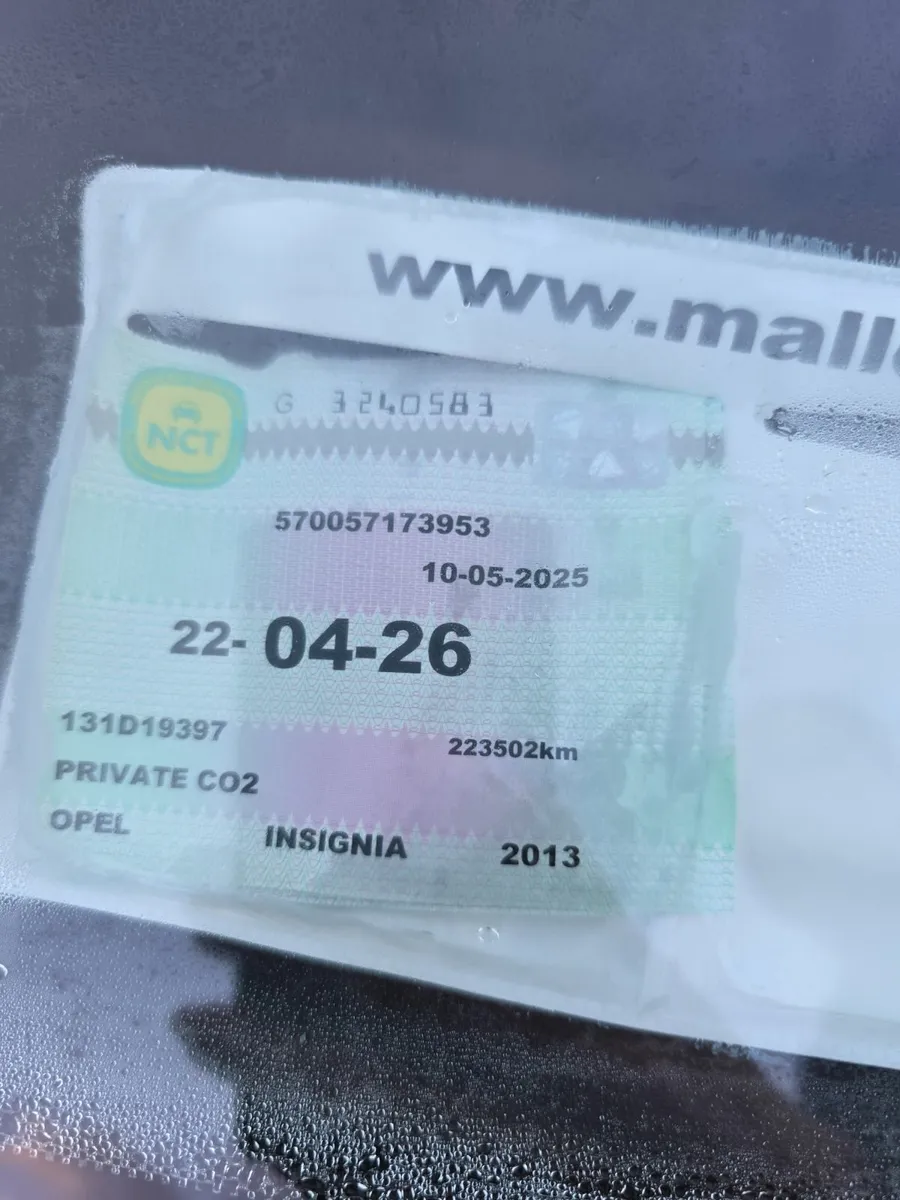 www.mall
NCT
G 3240583
570057173953
10-05-2025
22-04-26
131D19397
223502km
PRIVATE CO2
OPEL INSIGNIA 2013